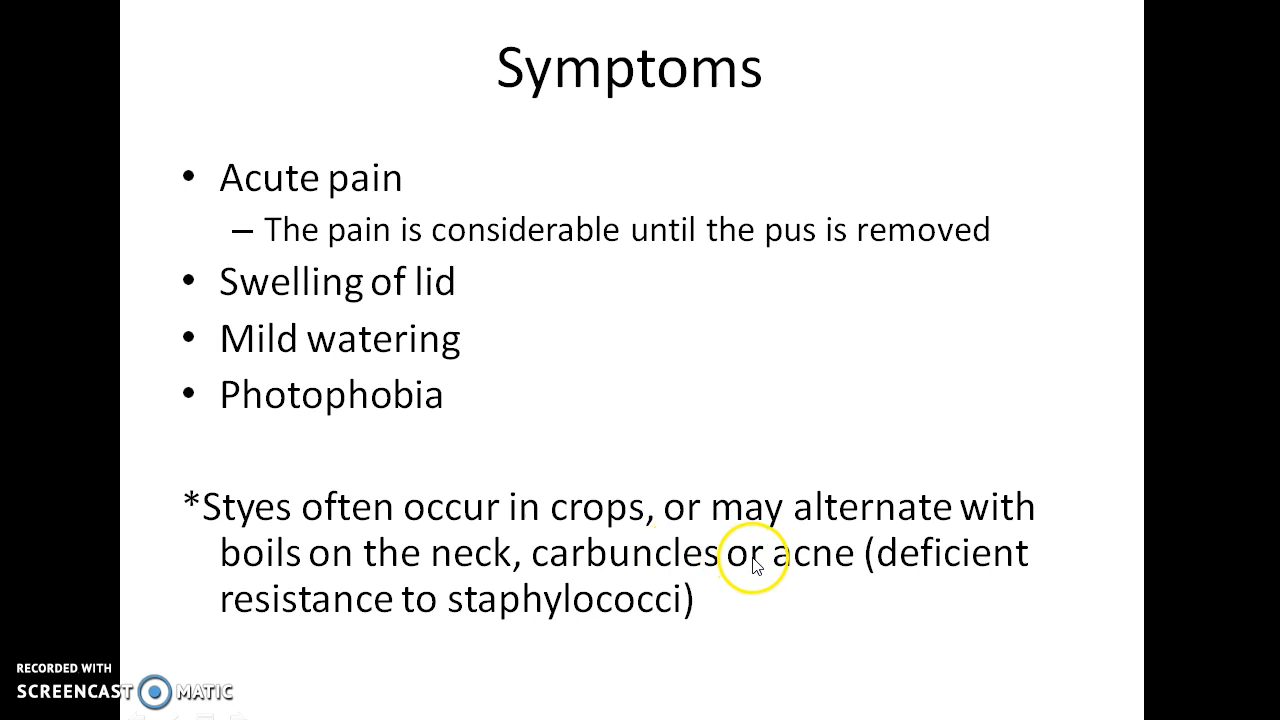 Symptoms
• Acute pain
– The pain is considerable until the pus is removed
• Swelling of lid
• Mild watering
• Photophobia
*Styes often occur in crops, or may alternate with
boils on the neck, carbuncles or acne (deficient
resistance to staphylococci)
RECORDED WITH
SCREENCAST MATIC